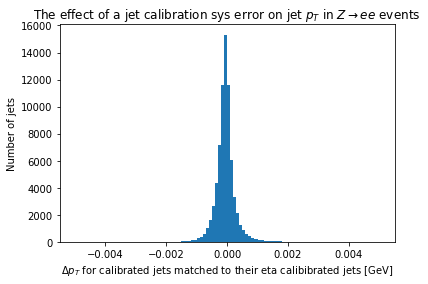 The effect of a jet calibration sys error on jet $p_T$ in $Z \rightarrow ee$ events
16000
14000
12000
10000
8000
6000
4000
2000
0
Number of jets
−0.004 −0.002 0.000 0.002 0.004
$\Delta p_T$ for calibrated jets matched to their eta calibibrated jets [GeV]